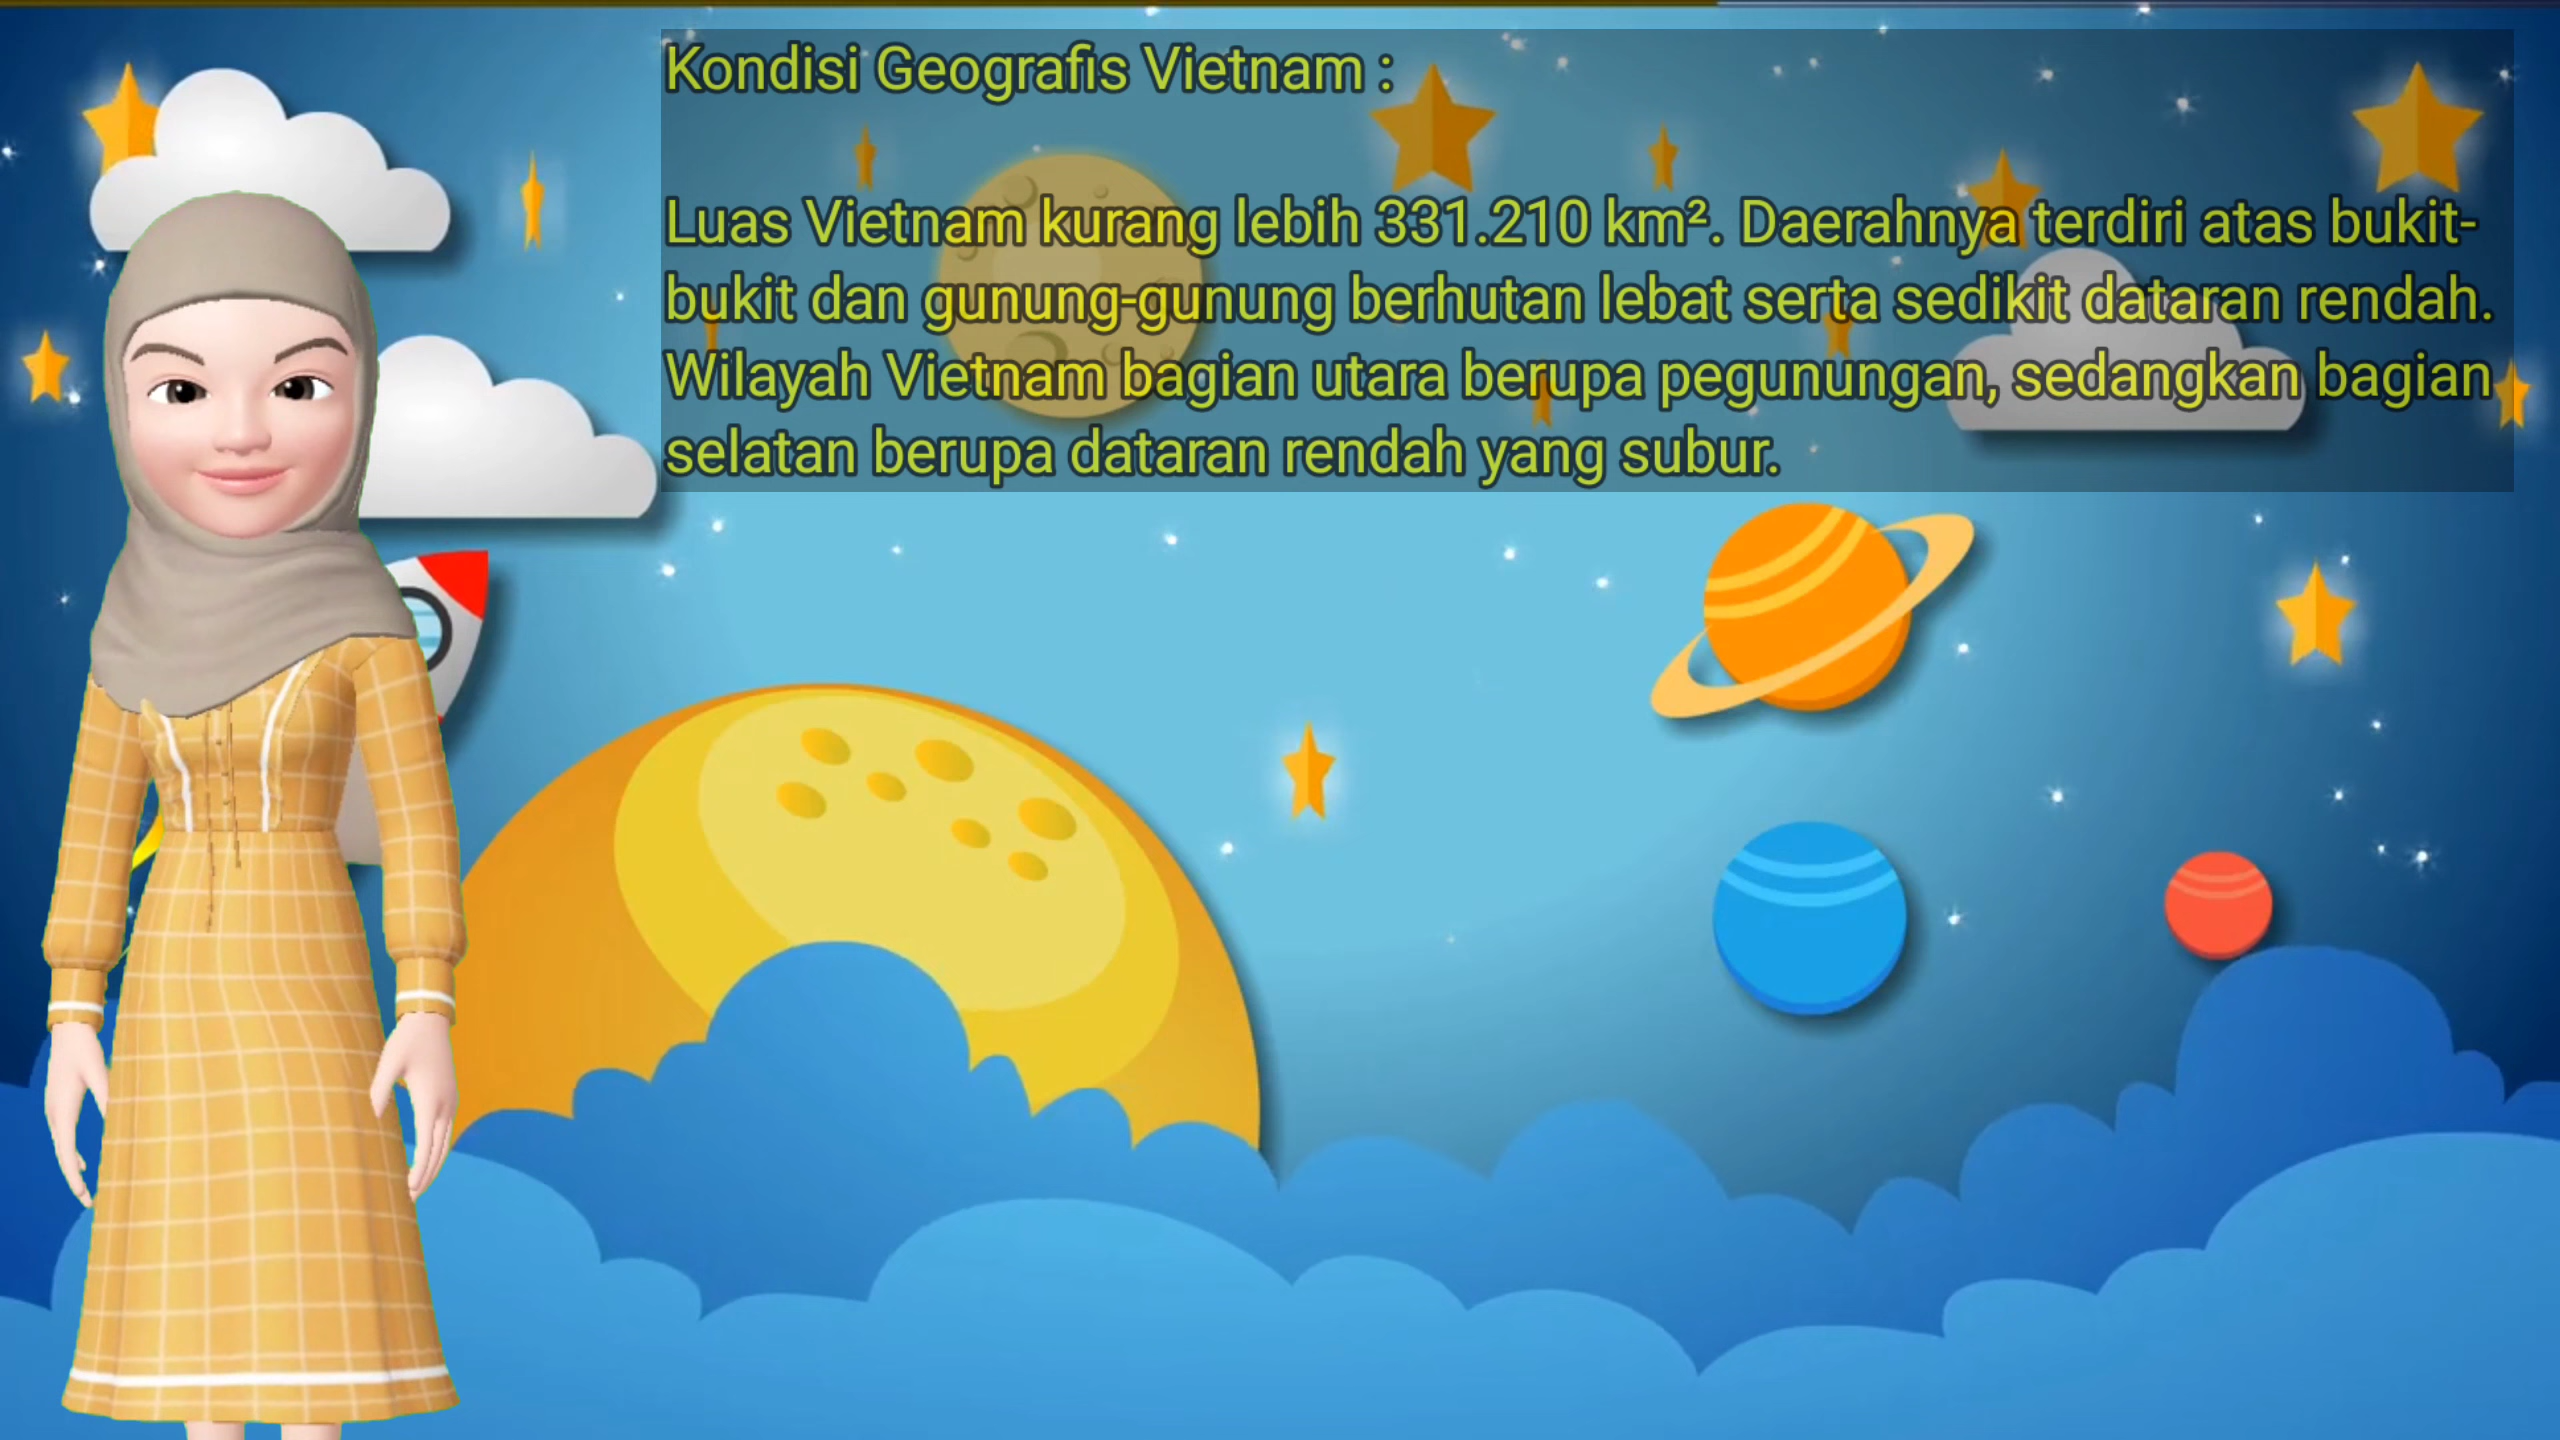 Kondisi Geografis Vietnam :
Luas Vietnam kurang lebih 331.210 km². Daerahnya terdiri atas bukit-
bukit dan gunung-gunung berhutan lebat serta sedikit dataran rendah.
Wilayah Vietnam bagian utara berupa pegunungan, sedangkan bagian
selatan berupa dataran rendah yang subur.